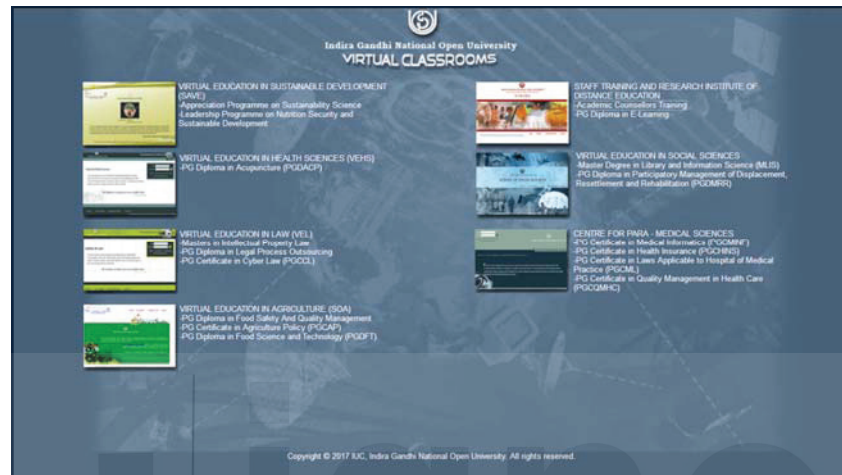 Indira Gandhi National Open University
VIRTUAL CLASSROOMS
VIRTUAL EDUCATION IN SUSTAINABLE DEVELOPMENT
(SAVE)
-Appreciation Programme on Sustainability Science
-Leadership Programme on Nutrition Security and
Sustainable Development
VIRTUAL EDUCATION IN HEALTH SCIENCES (VEHS)
-PG Diploma in Acupuncture (PGDACP)
VIRTUAL EDUCATION IN LAW (VEL)
-Masters in Intellectual Property Law
-PG Diploma in Legal Process Outsourcing
-PG Certificate in Cyber Law (PGCCL)
VIRTUAL EDUCATION IN AGRICULTURE (SOA)
-PG Diploma in Food Safety And Quality Management
-PG Certificate in Agriculture Policy (PGCAP)
-PG Diploma in Food Science and Technology (PGDFT)
STAFF TRAINING AND RESEARCH INSTITUTE OF
DISTANCE EDUCATION
-Academic Counsellors Training
-PG Diploma in E-Learning
VIRTUAL EDUCATION IN SOCIAL SCIENCES
-Master Degree in Library and Information Science (MLIS)
-PG Diploma in Participatory Management of Displacement,
Resettlement and Rehabilitation (PGDMRR)
CENTRE FOR PARA - MEDICAL SCIENCES
-PG Certificate in Medical Informatics (PGCMINF)
-PG Certificate in Health Insurance (PGCHINS)
-PG Certificate in Laws Applicable to Hospital of Medical
Practice (PGCML)
-PG Certificate in Quality Management in Health Care
(PGCQMHC)
Copyright © 2017 IUC, Indira Gandhi National Open University. All rights reserved.